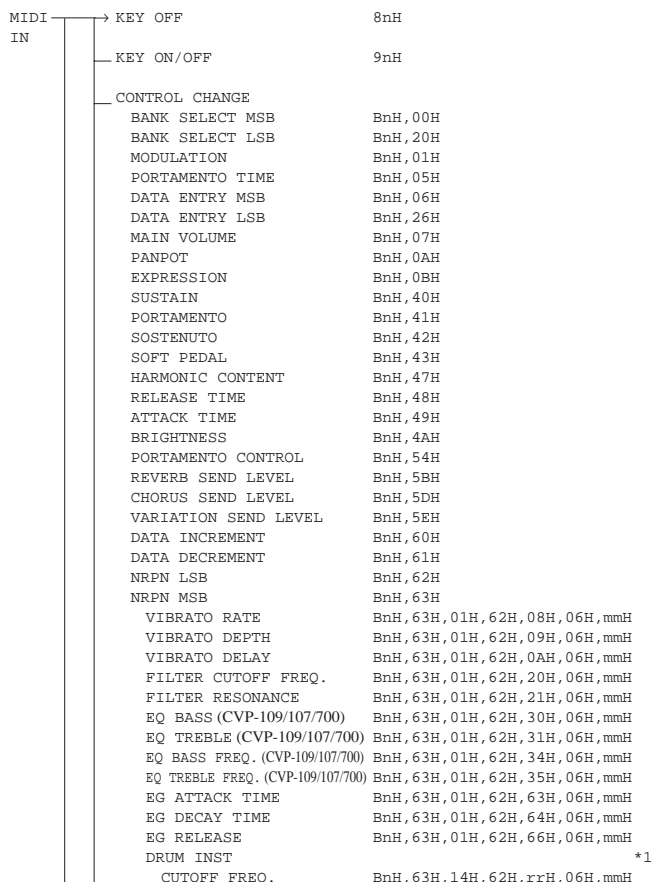 MIDI → KEY OFF 8nH
IN
KEY ON/OFF 9nH
CONTROL CHANGE
BANK SELECT MSB BnH,00H
BANK SELECT LSB BnH,20H
MODULATION BnH,01H
PORTAMENTO TIME BnH,05H
DATA ENTRY MSB BnH,06H
DATA ENTRY LSB BnH,26H
MAIN VOLUME BnH,07H
PANPOT BnH,0AH
EXPRESSION BnH,0BH
SUSTAIN BnH,40H
PORTAMENTO BnH,41H
SOSTENUTO BnH,42H
SOFT PEDAL BnH,43H
HARMONIC CONTENT BnH,47H
RELEASE TIME BnH,48H
ATTACK TIME BnH,49H
BRIGHTNESS BnH,4AH
PORTAMENTO CONTROL BnH,54H
REVERB SEND LEVEL BnH,5BH
CHORUS SEND LEVEL BnH,5DH
VARIATION SEND LEVEL BnH,5EH
DATA INCREMENT BnH,60H
DATA DECREMENT BnH,61H
NRPN LSB BnH,62H
NRPN MSB BnH,63H
VIBRATO RATE BnH,63H,01H,62H,08H,06H,mmH
VIBRATO DEPTH BnH,63H,01H,62H,09H,06H,mmH
VIBRATO DELAY BnH,63H,01H,62H,0AH,06H,mmH
FILTER CUTOFF FREQ. BnH,63H,01H,62H,20H,06H,mmH
FILTER RESONANCE BnH,63H,01H,62H,21H,06H,mmH
EQ BASS (CVP-109/107/700) BnH,63H,01H,62H,30H,06H,mmH
EQ TREBLE (CVP-109/107/700) BnH,63H,01H,62H,31H,06H,mmH
EQ BASS FREQ. (CVP-109/107/700) BnH,63H,01H,62H,34H,06H,mmH
EQ TREBLE FREQ. (CVP-109/107/700) BnH,63H,01H,62H,35H,06H,mmH
EG ATTACK TIME BnH,63H,01H,62H,63H,06H,mmH
EG DECAY TIME BnH,63H,01H,62H,64H,06H,mmH
EG RELEASE BnH,63H,01H,62H,66H,06H,mmH
DRUM INST *1
CUTOFF FREQ. BnH,63H,14H,62H,rrH,06H,mmH